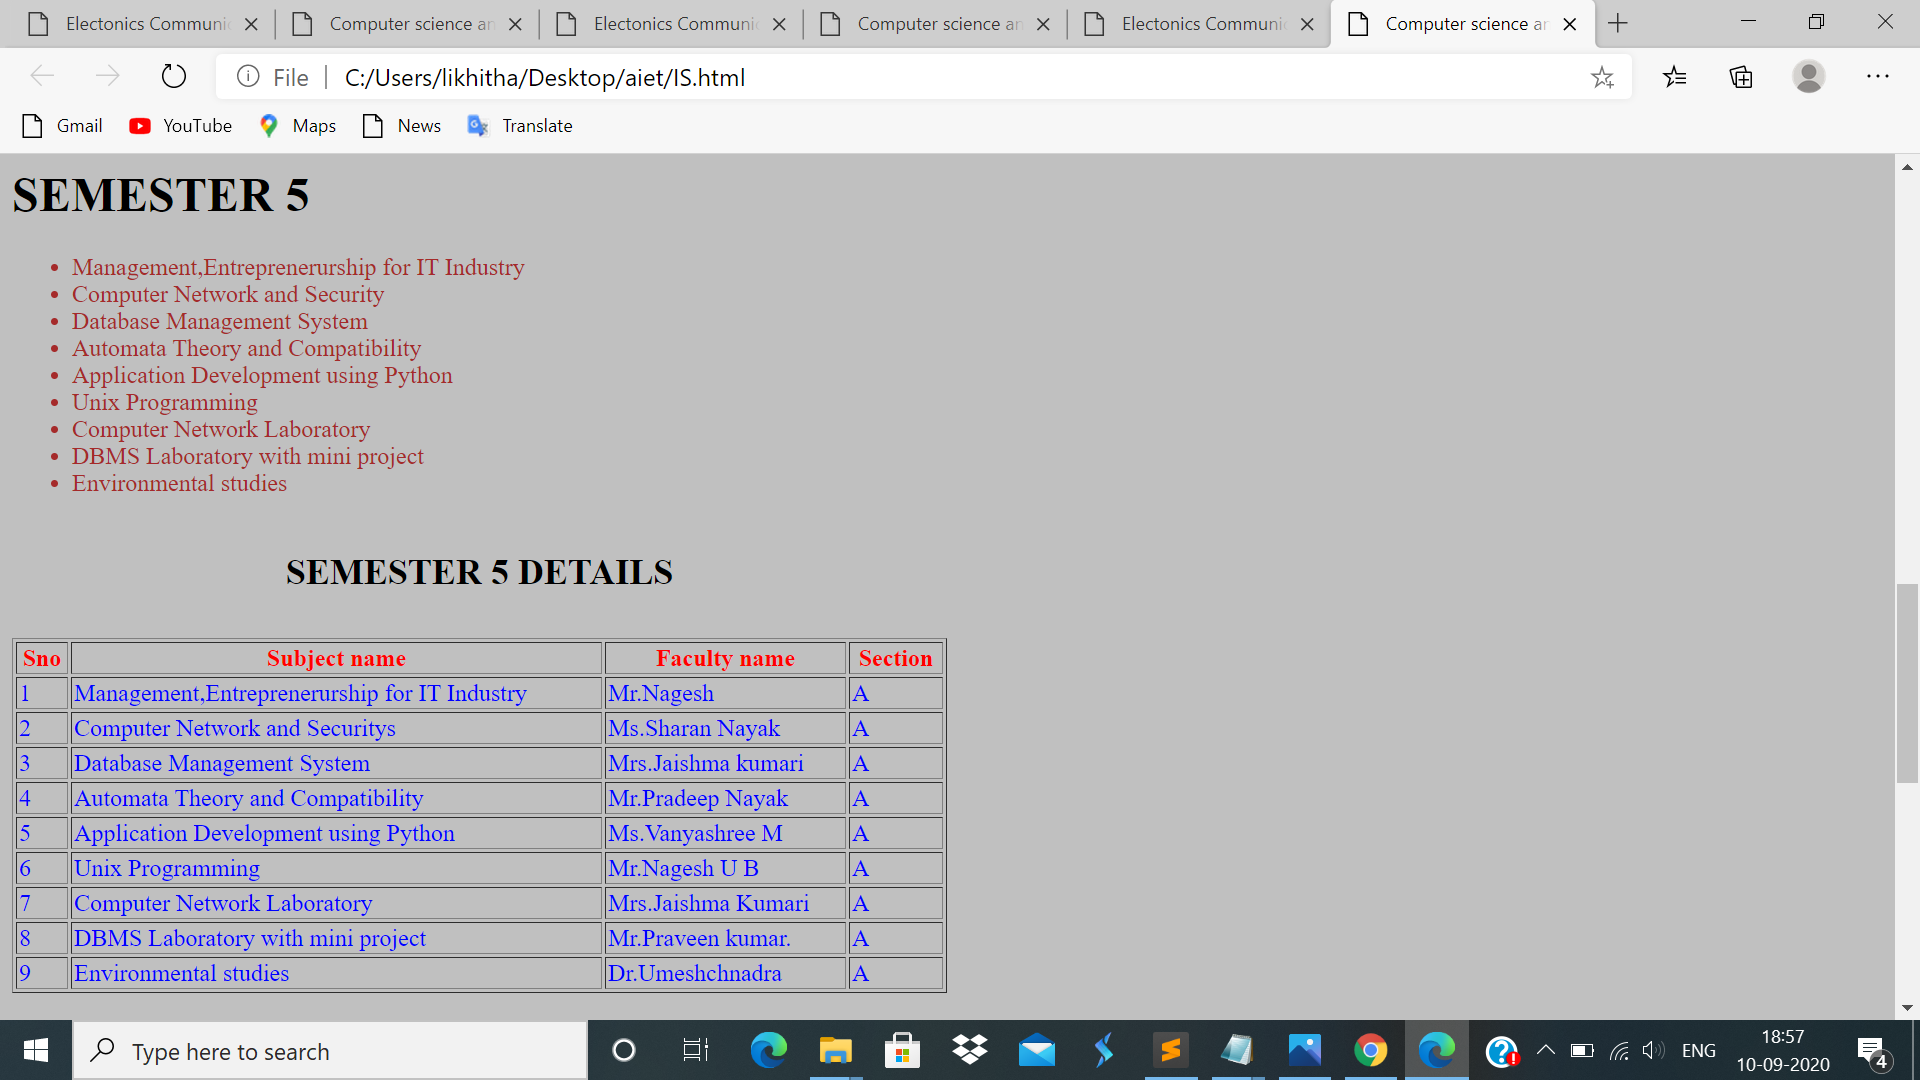 Electonics Communic
Computer science an
Electonics Communic
Computer science an
Electonics Communic
Computer science an
File
C:/Users/likhitha/Desktop/aiet/IS.html
Gmail
YouTube
Maps
News
Translate
SEMESTER 5
Management,Entreprenerurship for IT Industry
Computer Network and Security
Database Management System
Automata Theory and Compatibility
Application Development using Python
Unix Programming
Computer Network Laboratory
DBMS Laboratory with mini project
Environmental studies
SEMESTER 5 DETAILS
Sno Subject name Faculty name Section
1 Management,Entreprenerurship for IT Industry Mr.Nagesh A
2 Computer Network and Securitys Ms.Sharan Nayak A
3 Database Management System Mrs.Jaishma kumari A
4 Automata Theory and Compatibility Mr.Pradeep Nayak A
5 Application Development using Python Ms.Vanyashree M A
6 Unix Programming Mr.Nagesh U B A
7 Computer Network Laboratory Mrs.Jaishma Kumari A
8 DBMS Laboratory with mini project Mr.Praveen kumar. A
9 Environmental studies Dr.Umeshchnadra A
Type here to search
ENG
18:57
10-09-2020
4